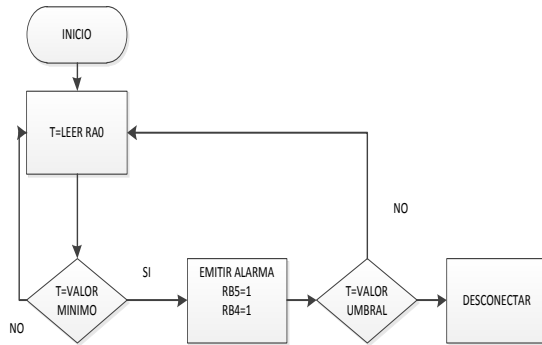 INICIO
T=LEER RA0
NO
SI
T=VALOR
MINIMO
NO
EMITIR ALARMA
RB5=1
RB4=1
T=VALOR
UMBRAL
DESCONECTAR